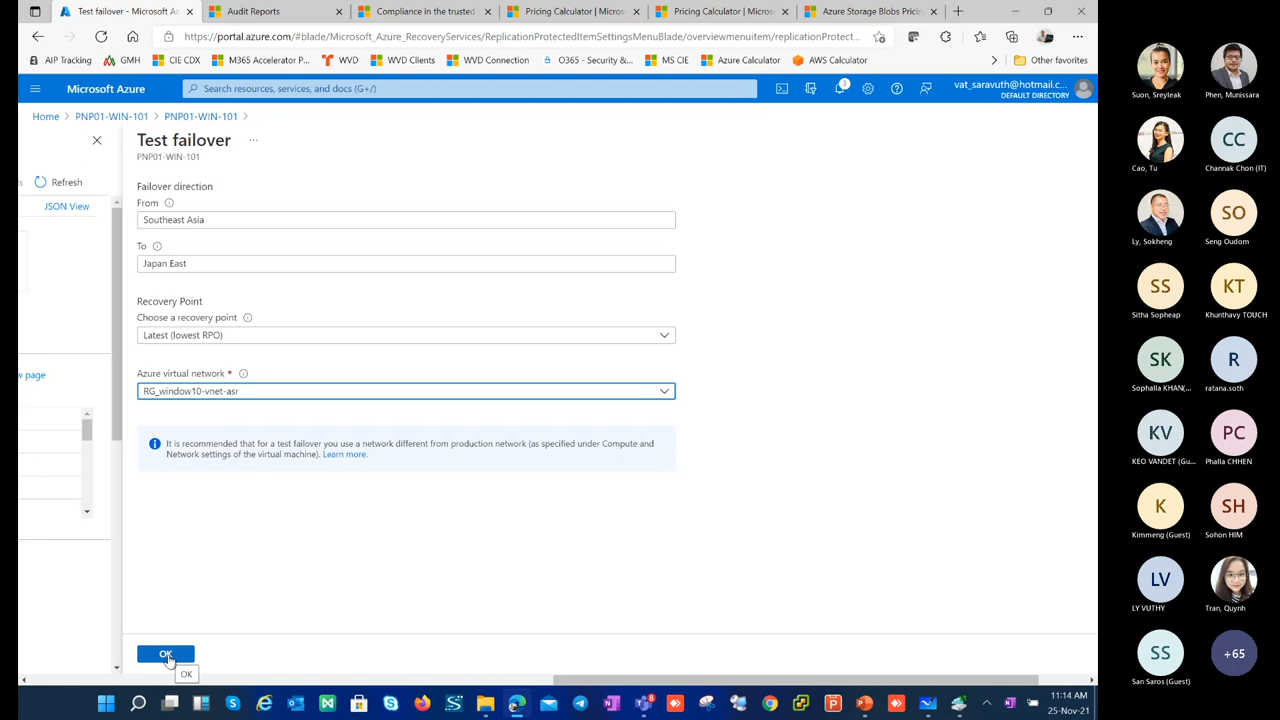 Test failover - Microsoft Azure
Audit Reports
Compliance in the trusted
Pricing Calculator | Micros
Pricing Calculator | Micros
Azure Storage Blobs Pricin
https://portal.azure.com/#blade/Microsoft_Azure_RecoveryServices/ReplicationProtectedItemSettingsMenuBlade/overviewmenuitem/replicationProtect...
AIP Tracking
GMH
CIE CDX
M365 Accelerator P...
WVD
WVD Clients
WVD Connection
O365 - Security &...
MS CIE
Azure Calculator
AWS Calculator
Other favorites
Microsoft Azure
Search resources, services, and docs (G+/)
3
vat_saravuth@hotmail.c...
DEFAULT DIRECTORY
Home > PNP01-WIN-101 > PNP01-WIN-101 >
Test failover ...
PNP01-WIN-101
Refresh
JSON View
w page
Failover direction
From
Southeast Asia
To
Japan East
Recovery Point
Choose a recovery point
Latest (lowest RPO)
Azure virtual network *
RG_window10-vnet-asr
It is recommended that for a test failover you use a network different from production network (as specified under Compute and
Network settings of the virtual machine). Learn more.
OK
OK
Suon, Sreyleak
Phen, Munissara
Cao, Tu
CC
Channak Chon (IT)
Ly, Sokheng
SO
Seng Oudom
SS
Sitha Sopheap
KT
Khunthavy TOUCH
SK
Sophalla KHAN(...
R
ratana.soth
KV
KEO VANDET (Gu...
PC
Phalla CHHEN
K
Kimmeng (Guest)
SH
Sohon HIM
LV
LY VUTHY
Tran, Quynh
SS
San Saros (Guest)
+65
11:14 AM
25-Nov-21